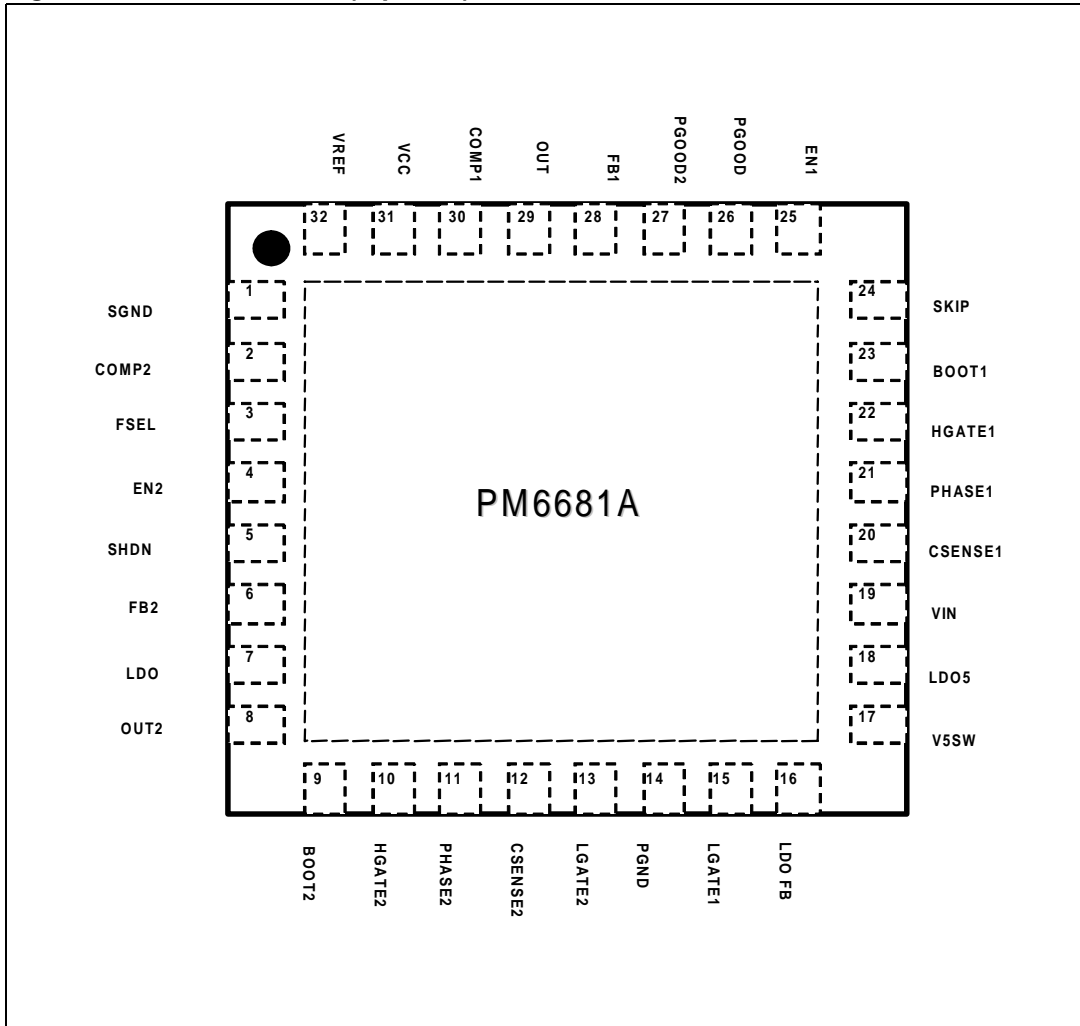 VREF
VCC
COMP1
OUT
FB1
PGOOD2
PGOOD
EN1
32
31
30
29
28
27
26
25
1
SGND
2
COMP2
3
FSEL
4
EN2
5
SHDN
6
FB2
7
LDO
8
OUT2
24
SKIP
23
BOOT1
22
HGATE1
21
PHASE1
20
CSENSE1
19
VIN
18
LDO5
17
V5SW
PM6681A
9
10
11
12
13
14
15
16
BOOT2
HGATE2
PHASE2
CSENSE2
LGATE2
PGND
LGATE1
LDO FB